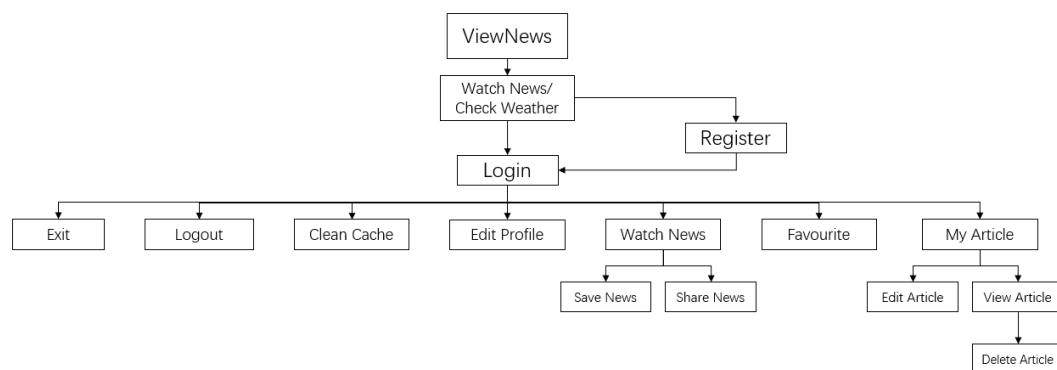 ViewNews
Watch News/
Check Weather
Register
Login
Exit
Logout
Clean Cache
Edit Profile
Watch News
Favourite
My Article
Save News
Share News
Edit Article
View Article
Delete Article